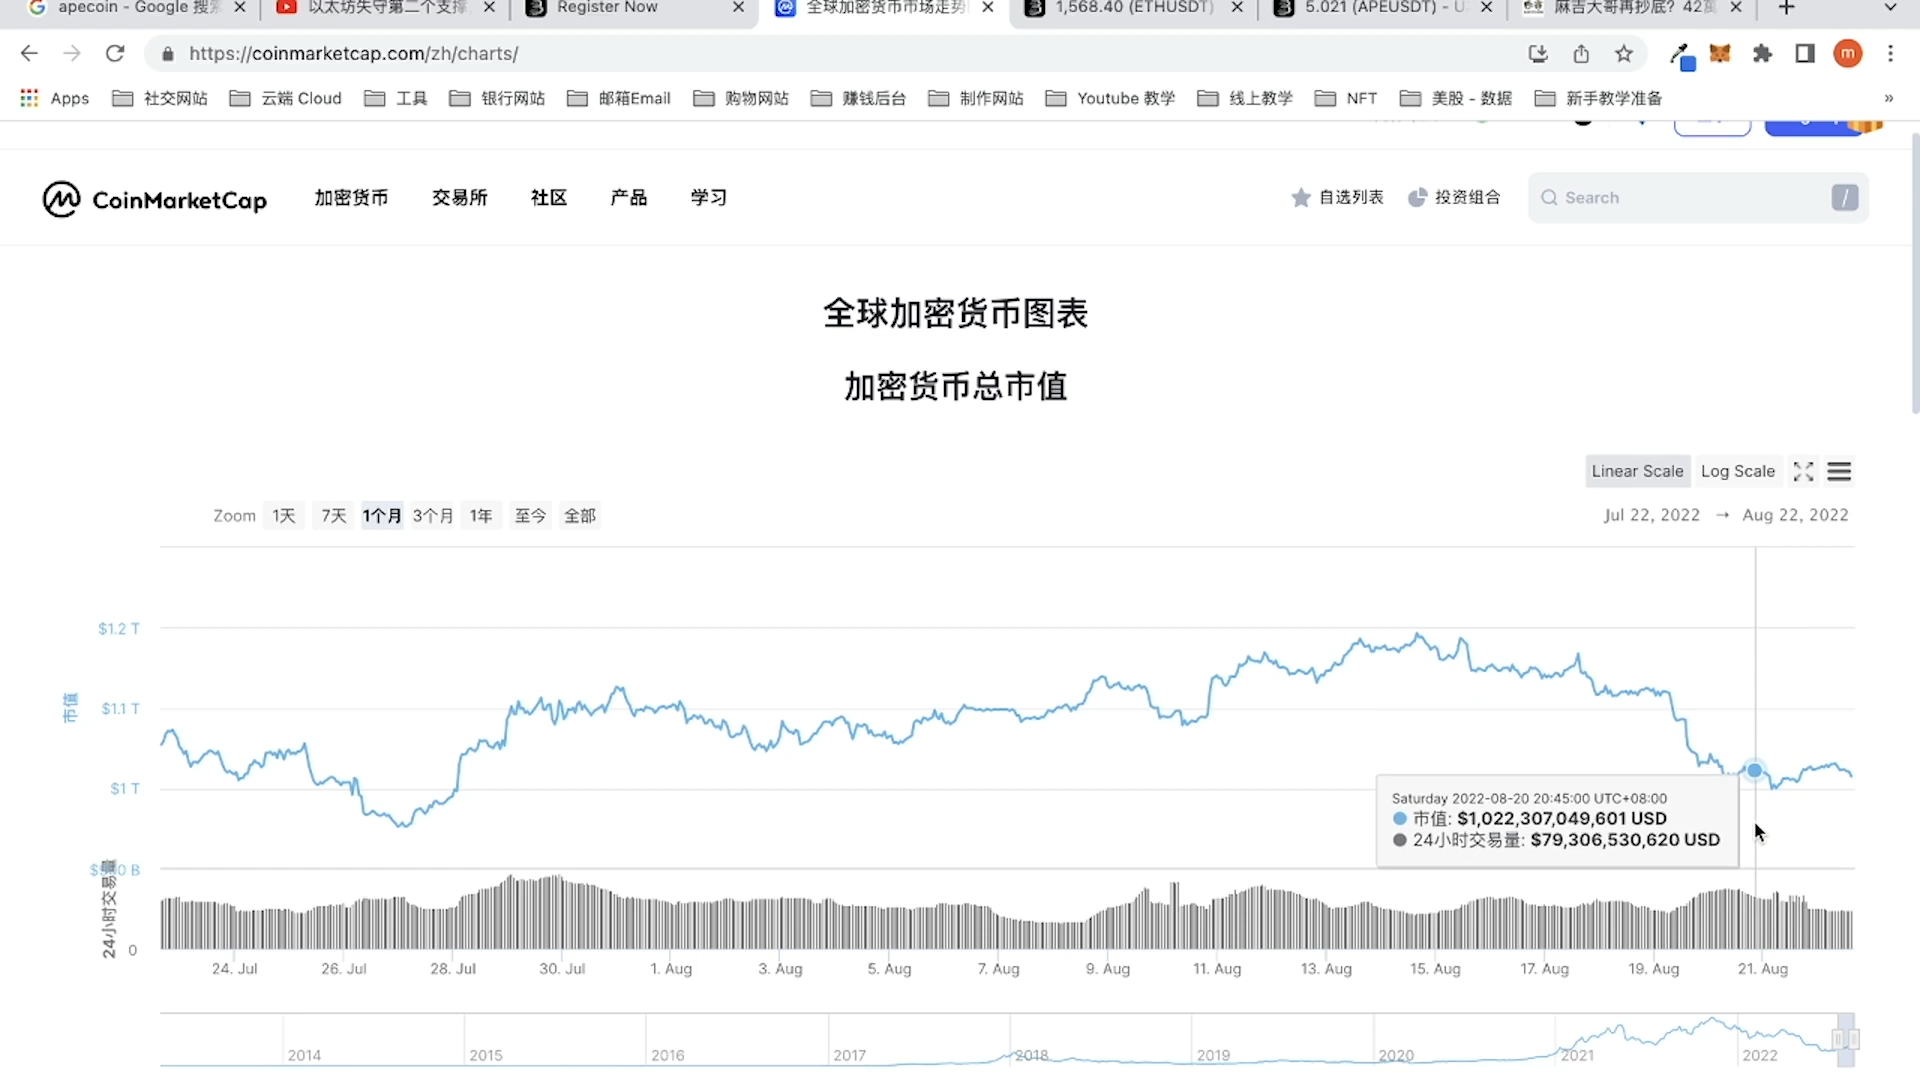 apecoin - Google 搜索
以太坊失守第二个支撑
Register Now
全球加密货币市场走势
1,568.40 (ETHUSDT)
5.021 (APEUSDT) - U
麻吉大哥再抄底? 42萬
https://coinmarketcap.com/zh/charts/
m
Apps
社交网站
云端 Cloud
工具
银行网站
邮箱Email
购物网站
赚钱后台
制作网站
Youtube 教学
线上教学
NFT
美股 - 数据
新手教学准备
»
CoinMarketCap
加密货币
交易所
社区
产品
学习
自选列表
投资组合
Search
/
全球加密货币图表
加密货币总市值
Linear Scale
Log Scale
Zoom
1天
7天
1个月
3个月
1年
至今
全部
Jul 22, 2022 → Aug 22, 2022
市值
$1.2 T
$1.1 T
$1 T
Saturday 2022-08-20 20:45:00 UTC+08:00
市值: $1,022,307,049,601 USD
24小时交易量: $79,306,530,620 USD
24小时交易量
0
24. Jul
26. Jul
28. Jul
30. Jul
1. Aug
3. Aug
5. Aug
7. Aug
9. Aug
11. Aug
13. Aug
15. Aug
17. Aug
19. Aug
21. Aug
2014
2015
2016
2017
2018
2019
2020
2021
2022